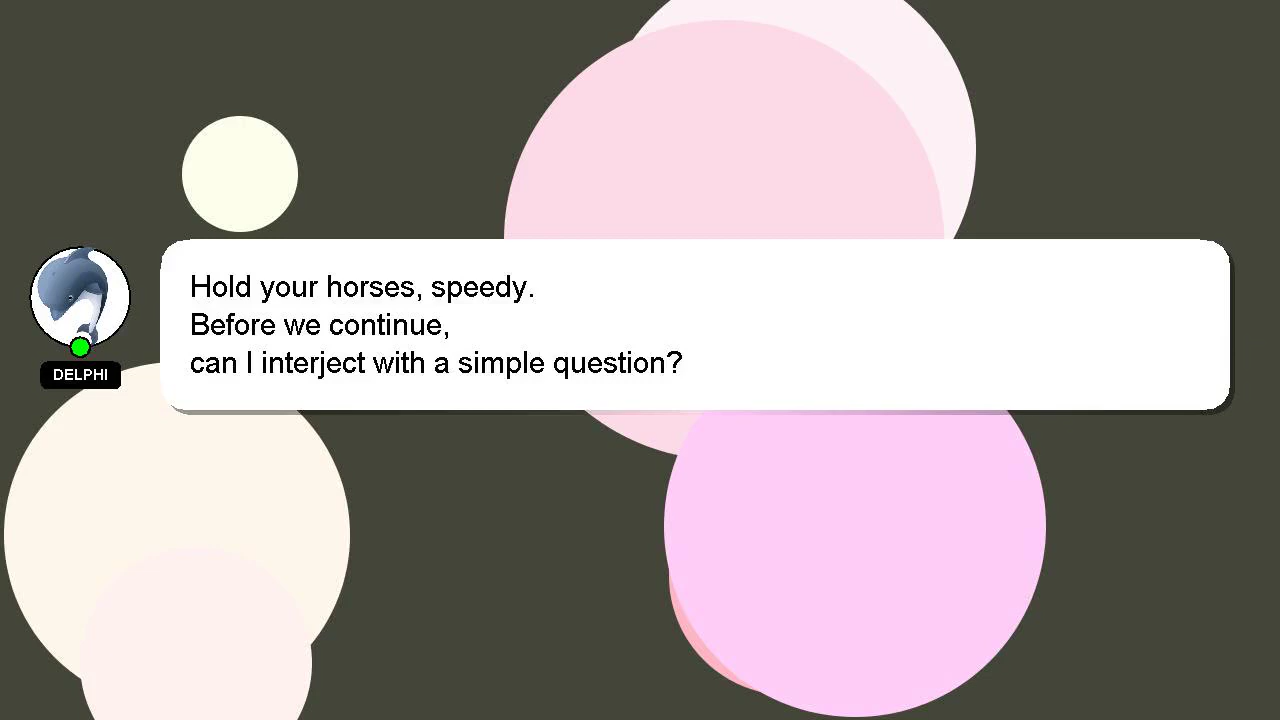 Hold your horses, speedy.
Before we continue,
can I interject with a simple question?
DELPHI